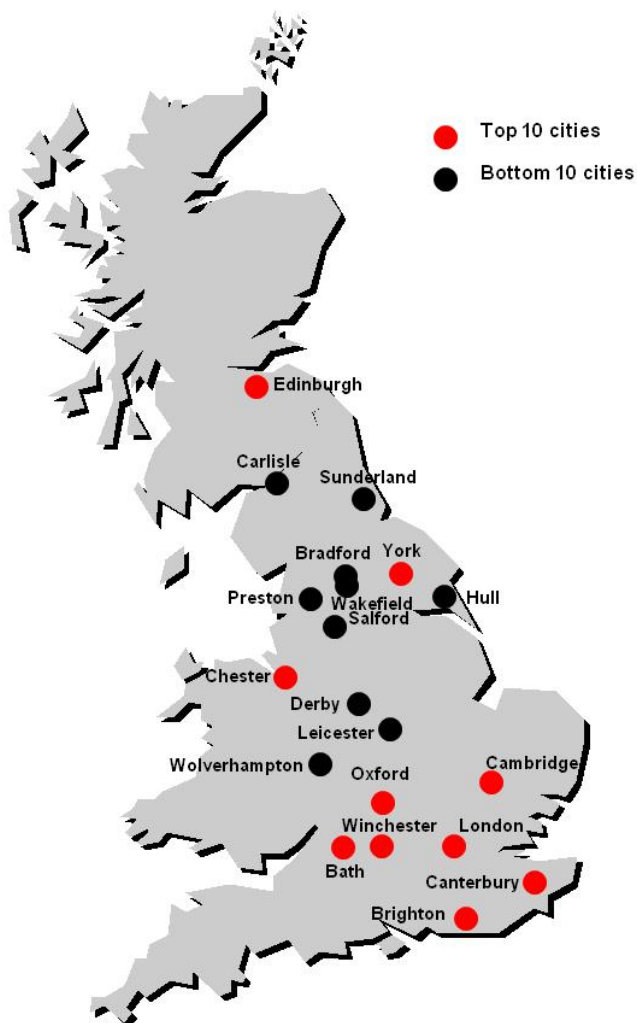 Top 10 cities
Bottom 10 cities
Edinburgh
Carlisle
Sunderland
Bradford
York
Preston
Wakefield
Hull
Salford
Chester
Derby
Leicester
Wolverhampton
Cambridge
Oxford
Winchester
London
Bath
Canterbury
Brighton